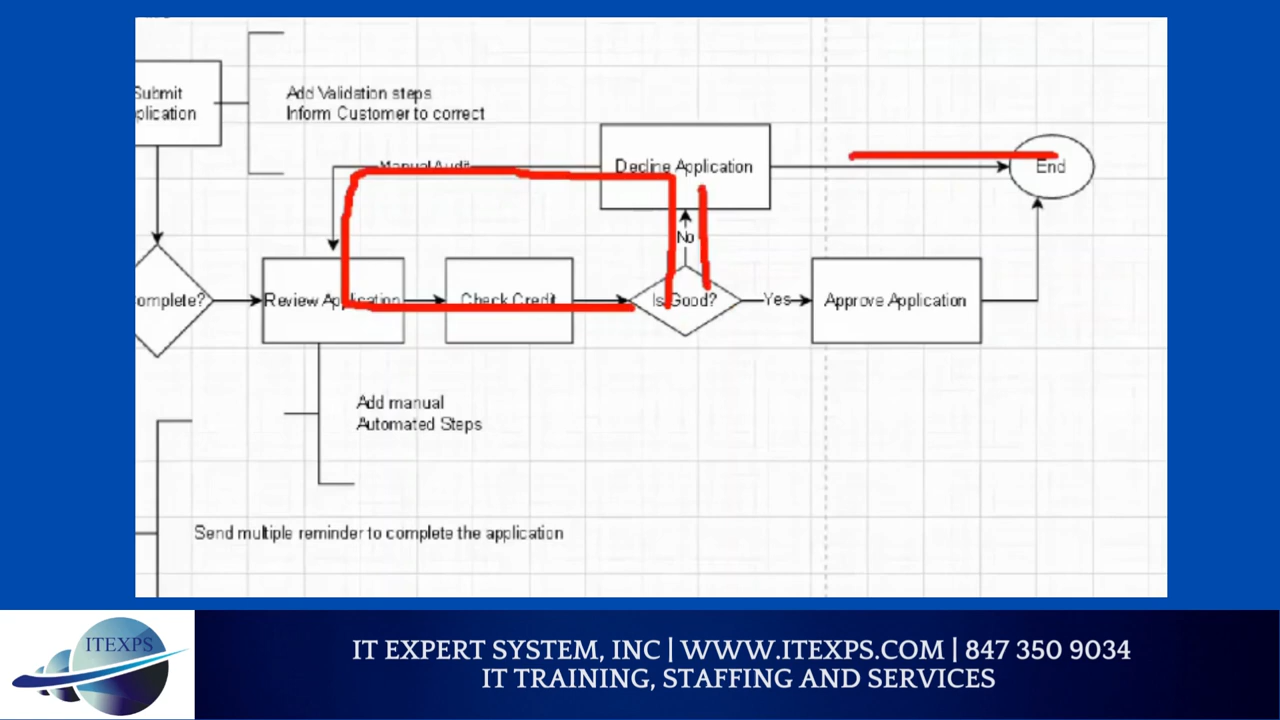 Submit
plication
Add Validation steps
Inform Customer to correct
Manual Audit
Decline Application
End
No
omplete?
Review Application
Check Credit
Is Good?
Yes
Approve Application
Add manual
Automated Steps
Send multiple reminder to complete the application
ITEXPS
IT EXPERT SYSTEM, INC | WWW.ITEXPS.COM | 847 350 9034
IT TRAINING, STAFFING AND SERVICES